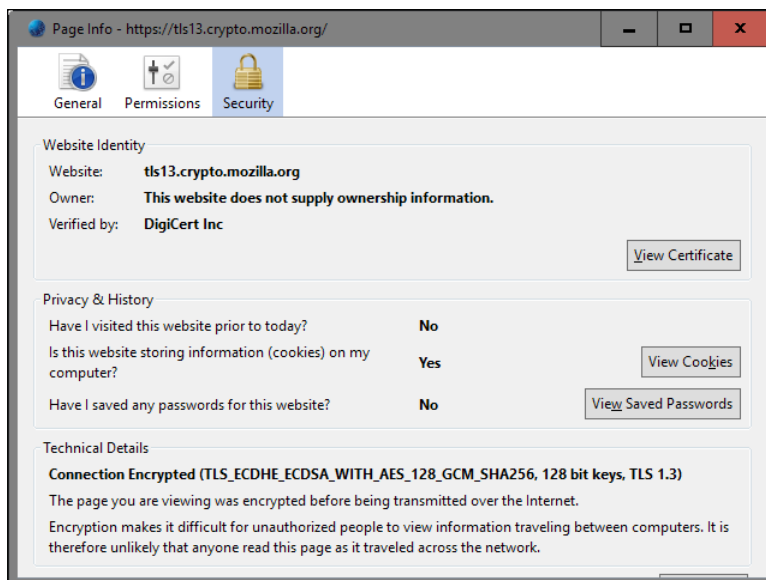 Page Info - https://tls13.crypto.mozilla.org/
General Permissions Security
Website Identity
Website: tls13.crypto.mozilla.org
Owner: This website does not supply ownership information.
Verified by: DigiCert Inc
View Certificate
Privacy & History
Have I visited this website prior to today? No
Is this website storing information (cookies) on my
computer? Yes View Cookies
Have I saved any passwords for this website? No View Saved Passwords
Technical Details
Connection Encrypted (TLS_ECDHE_ECDSA_WITH_AES_128_GCM_SHA256, 128 bit keys, TLS 1.3)
The page you are viewing was encrypted before being transmitted over the Internet.
Encryption makes it difficult for unauthorized people to view information traveling between computers. It is
therefore unlikely that anyone read this page as it traveled across the network.